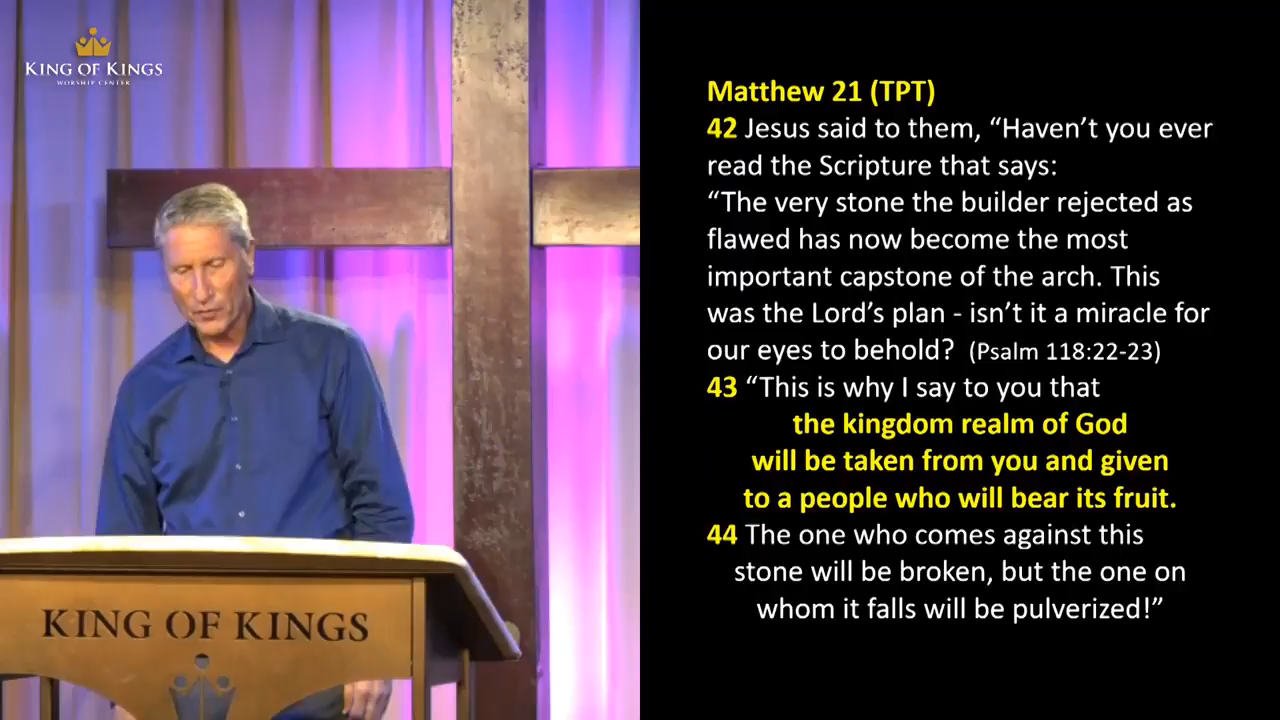 KING OF KINGS
WORSHIP CENTER
KING OF KINGS
Matthew 21 (TPT)
42 Jesus said to them, “Haven’t you ever
read the Scripture that says:
“The very stone the builder rejected as
flawed has now become the most
important capstone of the arch. This
was the Lord’s plan - isn’t it a miracle for
our eyes to behold?  (Psalm 118:22-23)
43 “This is why I say to you that
the kingdom realm of God
will be taken from you and given
to a people who will bear its fruit.
44 The one who comes against this
stone will be broken, but the one on
whom it falls will be pulverized!”